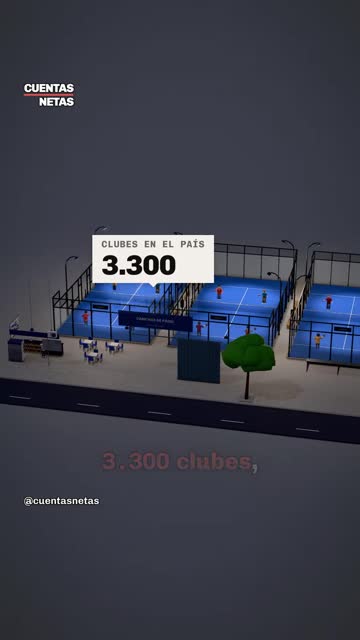 CUENTAS
NETAS
CLUBES EN EL PAÍS
3.300
3.300 clubes,
@cuentasnetas